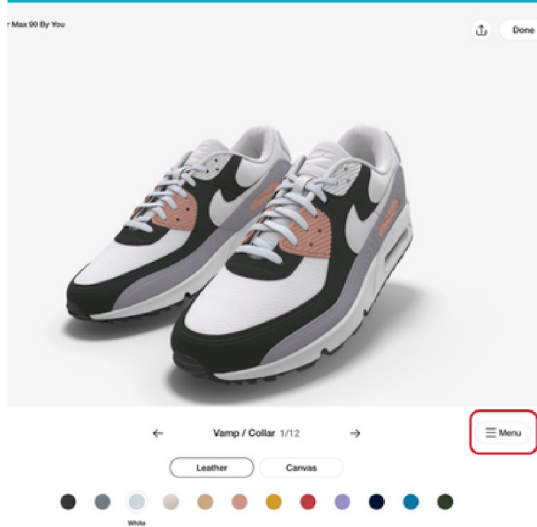 r Max 90 By You
Done
Vamp / Collar 1/12
Menu
Leather
Canvas
White